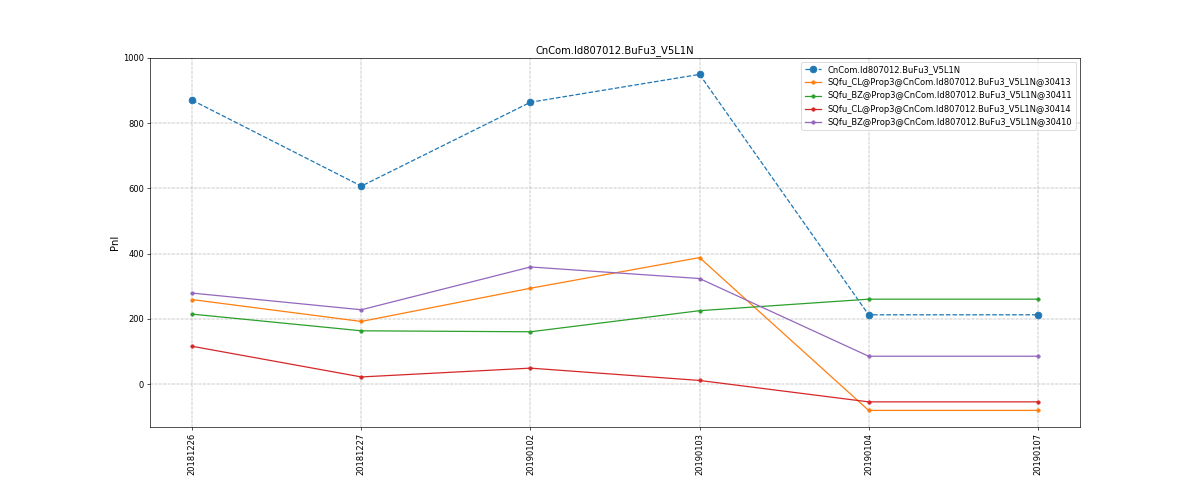 CnCom.Id807012.BuFu3_V5L1N
CnCom.Id807012.BuFu3_V5L1N
SQfu_CL@Prop3@CnCom.Id807012.BuFu3_V5L1N@30413
SQfu_BZ@Prop3@CnCom.Id807012.BuFu3_V5L1N@30411
SQfu_CL@Prop3@CnCom.Id807012.BuFu3_V5L1N@30414
SQfu_BZ@Prop3@CnCom.Id807012.BuFu3_V5L1N@30410
1000
800
600
400
200
0
Pnl
20181226
20181227
20190102
20190103
20190104
20190107